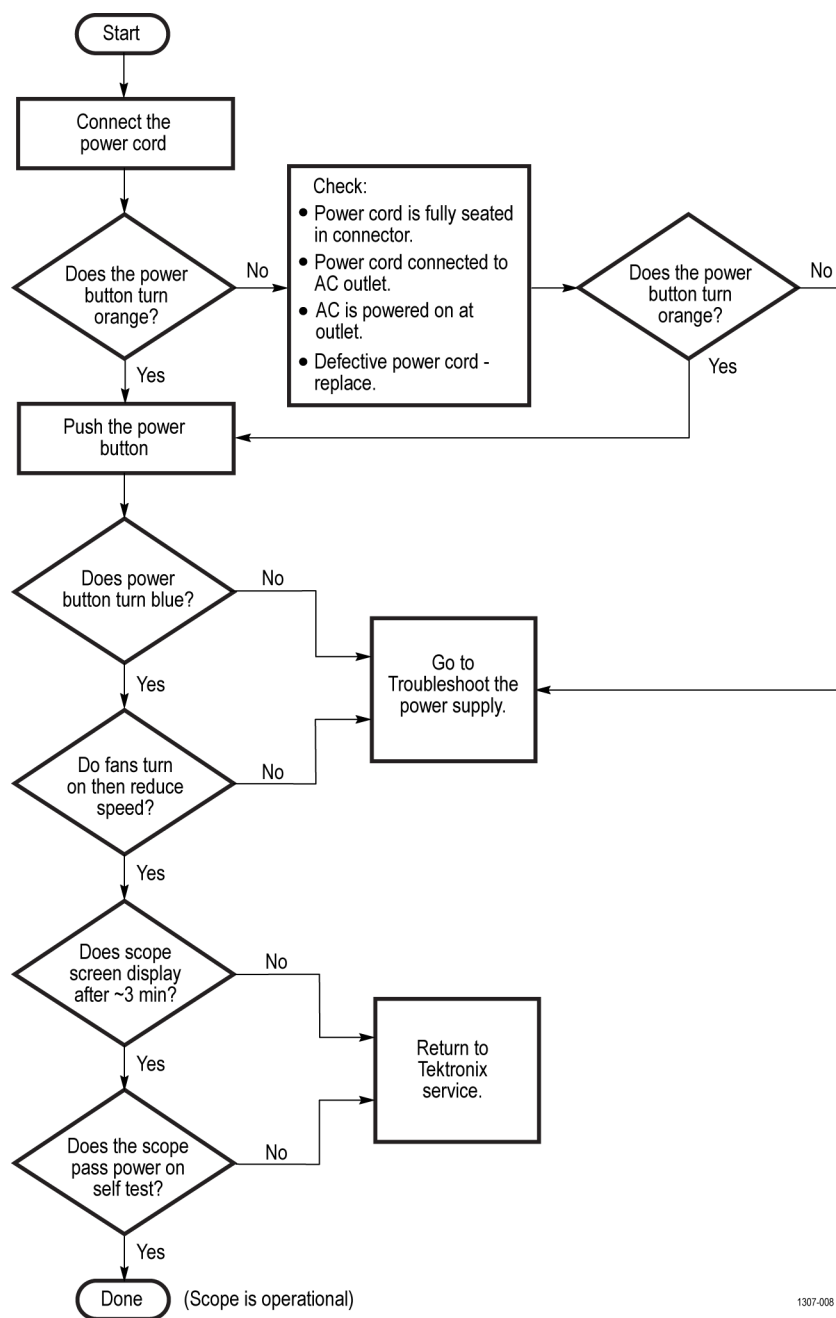 Start
Connect the
power cord
Does the power
button turn
orange?
No
Check:
• Power cord is fully seated
in connector.
• Power cord connected to
AC outlet.
• AC is powered on at
outlet.
• Defective power cord -
replace.
Does the power
button turn
orange?
No
Yes
Yes
Push the power
button
Does power
button turn blue?
No
Go to
Troubleshoot the
power supply.
Yes
Do fans turn
on then reduce
speed?
No
Yes
Does scope
screen display
after ~3 min?
No
Return to
Tektronix
service.
Yes
Does the scope
pass power on
self test?
No
Yes
Done
(Scope is operational)
1307-008